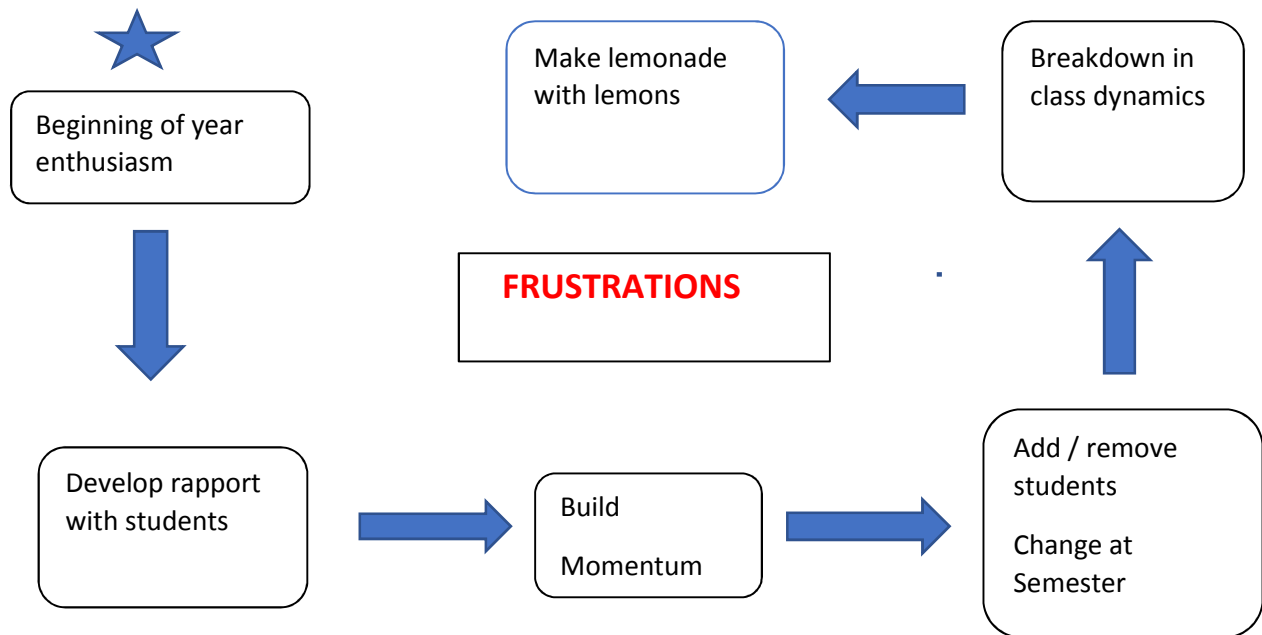 Beginning of year
enthusiasm
Make lemonade
with lemons
Breakdown in
class dynamics
FRUSTRATIONS
Develop rapport
with students
Build
Momentum
Add / remove
students
Change at
Semester